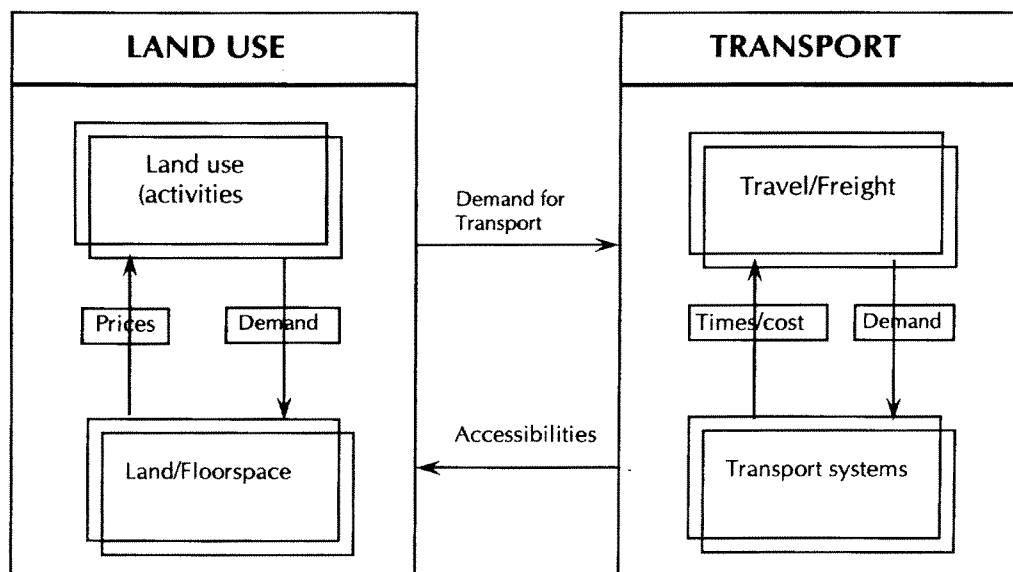 LAND USE
Land use
(activities
Prices
Demand
Land/Floorspace
Demand for
Transport
Accessibilities
TRANSPORT
Travel/Freight
Times/cost
Demand
Transport systems